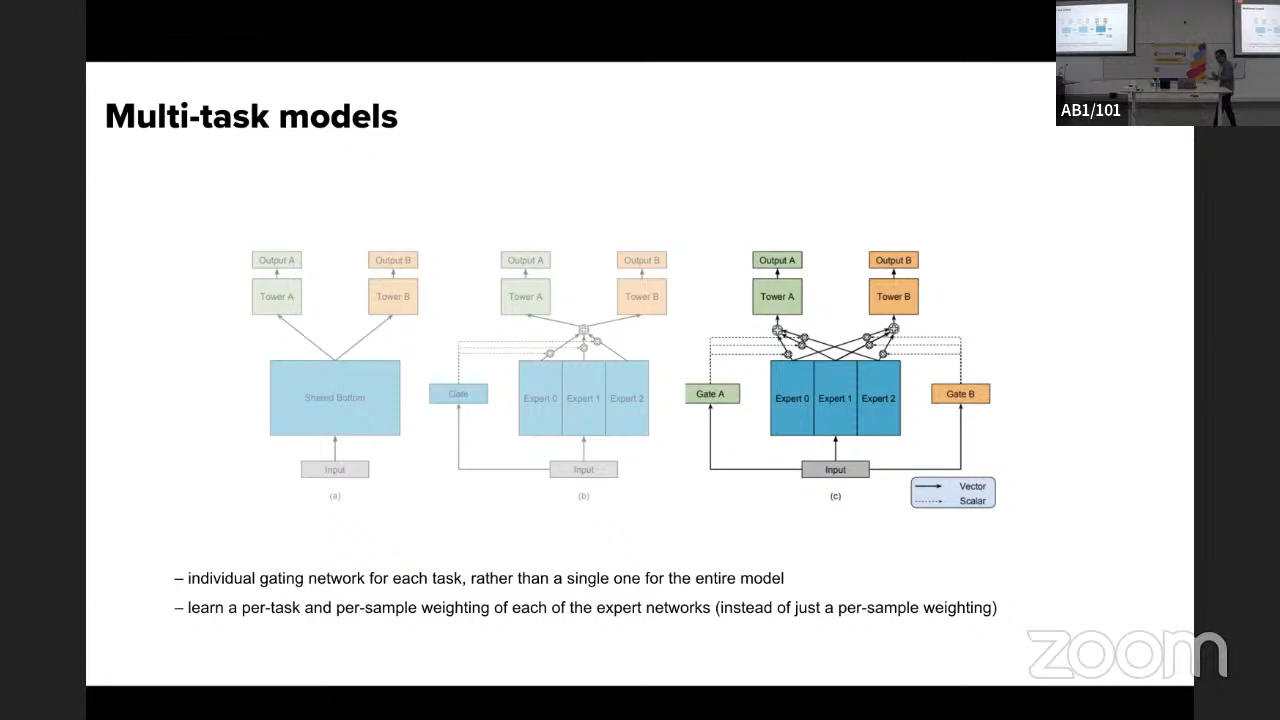 AB1/101
Multi-task models
Output A
Output B
Output A
Output B
Output A
Output B
Tower A
Tower B
Tower A
Tower B
Tower A
Tower B
Shared Bottom
Gate
Expert 0
Expert 1
Expert 2
Gate A
Expert 0
Expert 1
Expert 2
Gate B
Input
Input
Input
(a)
(b)
(c)
Vector
Scalar
– individual gating network for each task, rather than a single one for the entire model
– learn a per-task and per-sample weighting of each of the expert networks (instead of just a per-sample weighting)
zoom